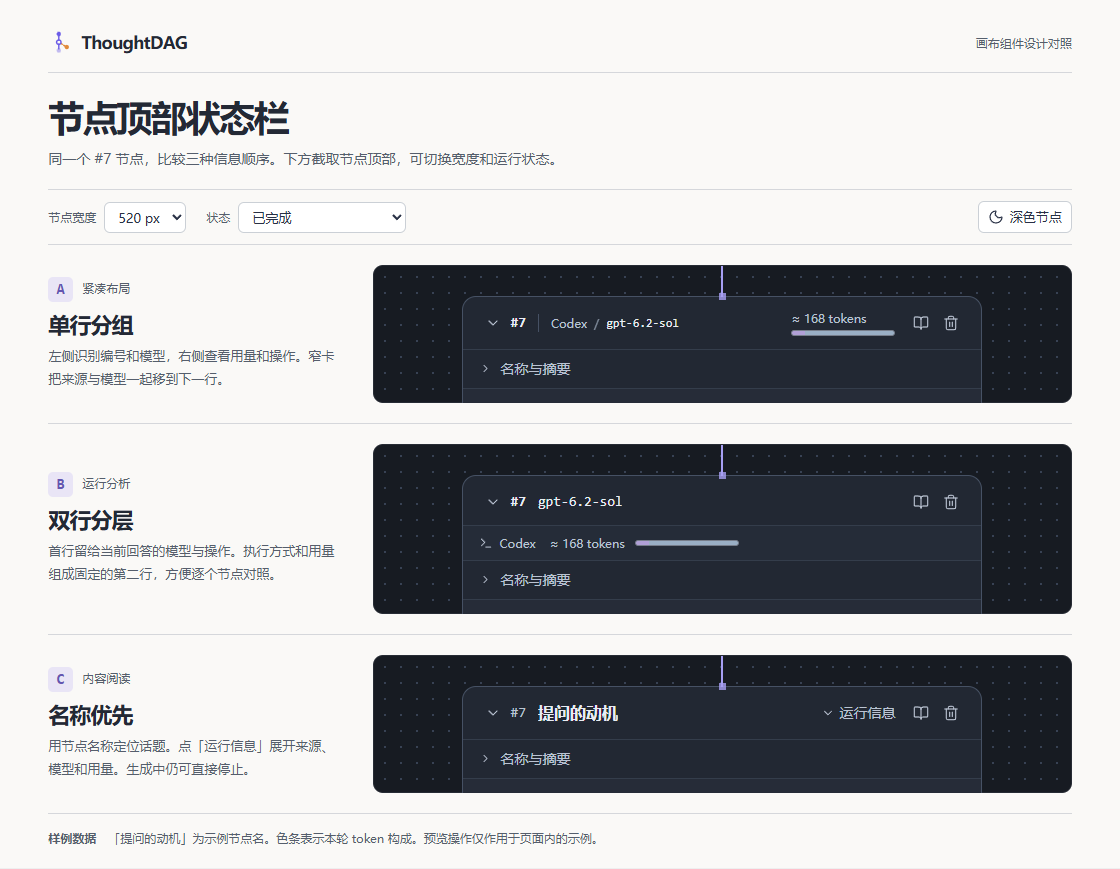 ThoughtDAG
画布组件设计对照
节点顶部状态栏
同一个 #7 节点，比较三种信息顺序。下方截取节点顶部，可切换宽度和运行状态。
节点宽度 520 px 状态 已完成 深色节点
A 紧凑布局
单行分组
左侧识别编号和模型，右侧查看用量和操作。窄卡
把来源与模型一起移到下一行。
#7 Codex / gpt-6.2-sol ≈ 168 tokens
名称与摘要
B 运行分析
双行分层
首行留给当前回答的模型与操作。执行方式和用量
组成固定的第二行，方便逐个节点对照。
#7 gpt-6.2-sol
Codex ≈ 168 tokens
名称与摘要
C 内容阅读
名称优先
用节点名称定位话题。点「运行信息」展开来源、
模型和用量。生成中仍可直接停止。
#7 提问的动机 运行信息
名称与摘要
样例数据 「提问的动机」为示例节点名。色条表示本轮 token 构成。预览操作仅作用于页面内的示例。